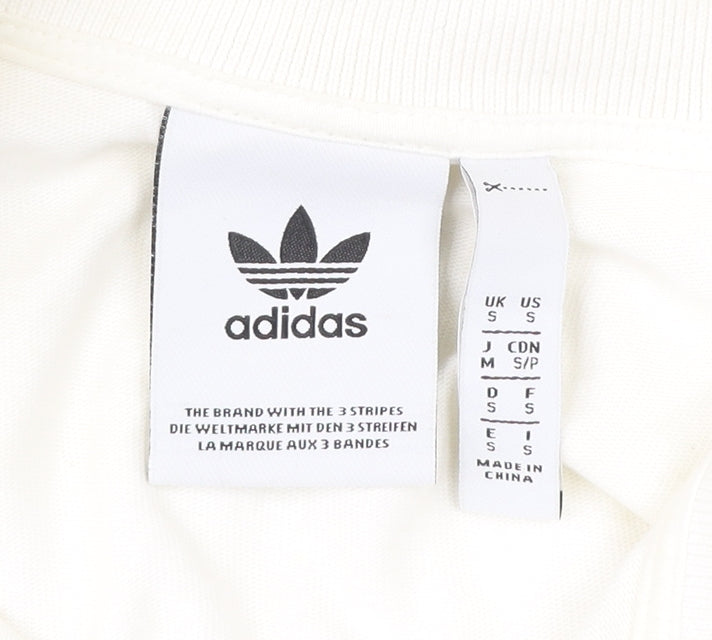 adidas
THE BRAND WITH THE 3 STRIPES
DIE WELTMARKE MIT DEN 3 STREIFEN
LA MARQUE AUX 3 BANDES
UK US
S S
J CDN
M S/P
D F
S S
E I
S S
MADE IN
CHINA